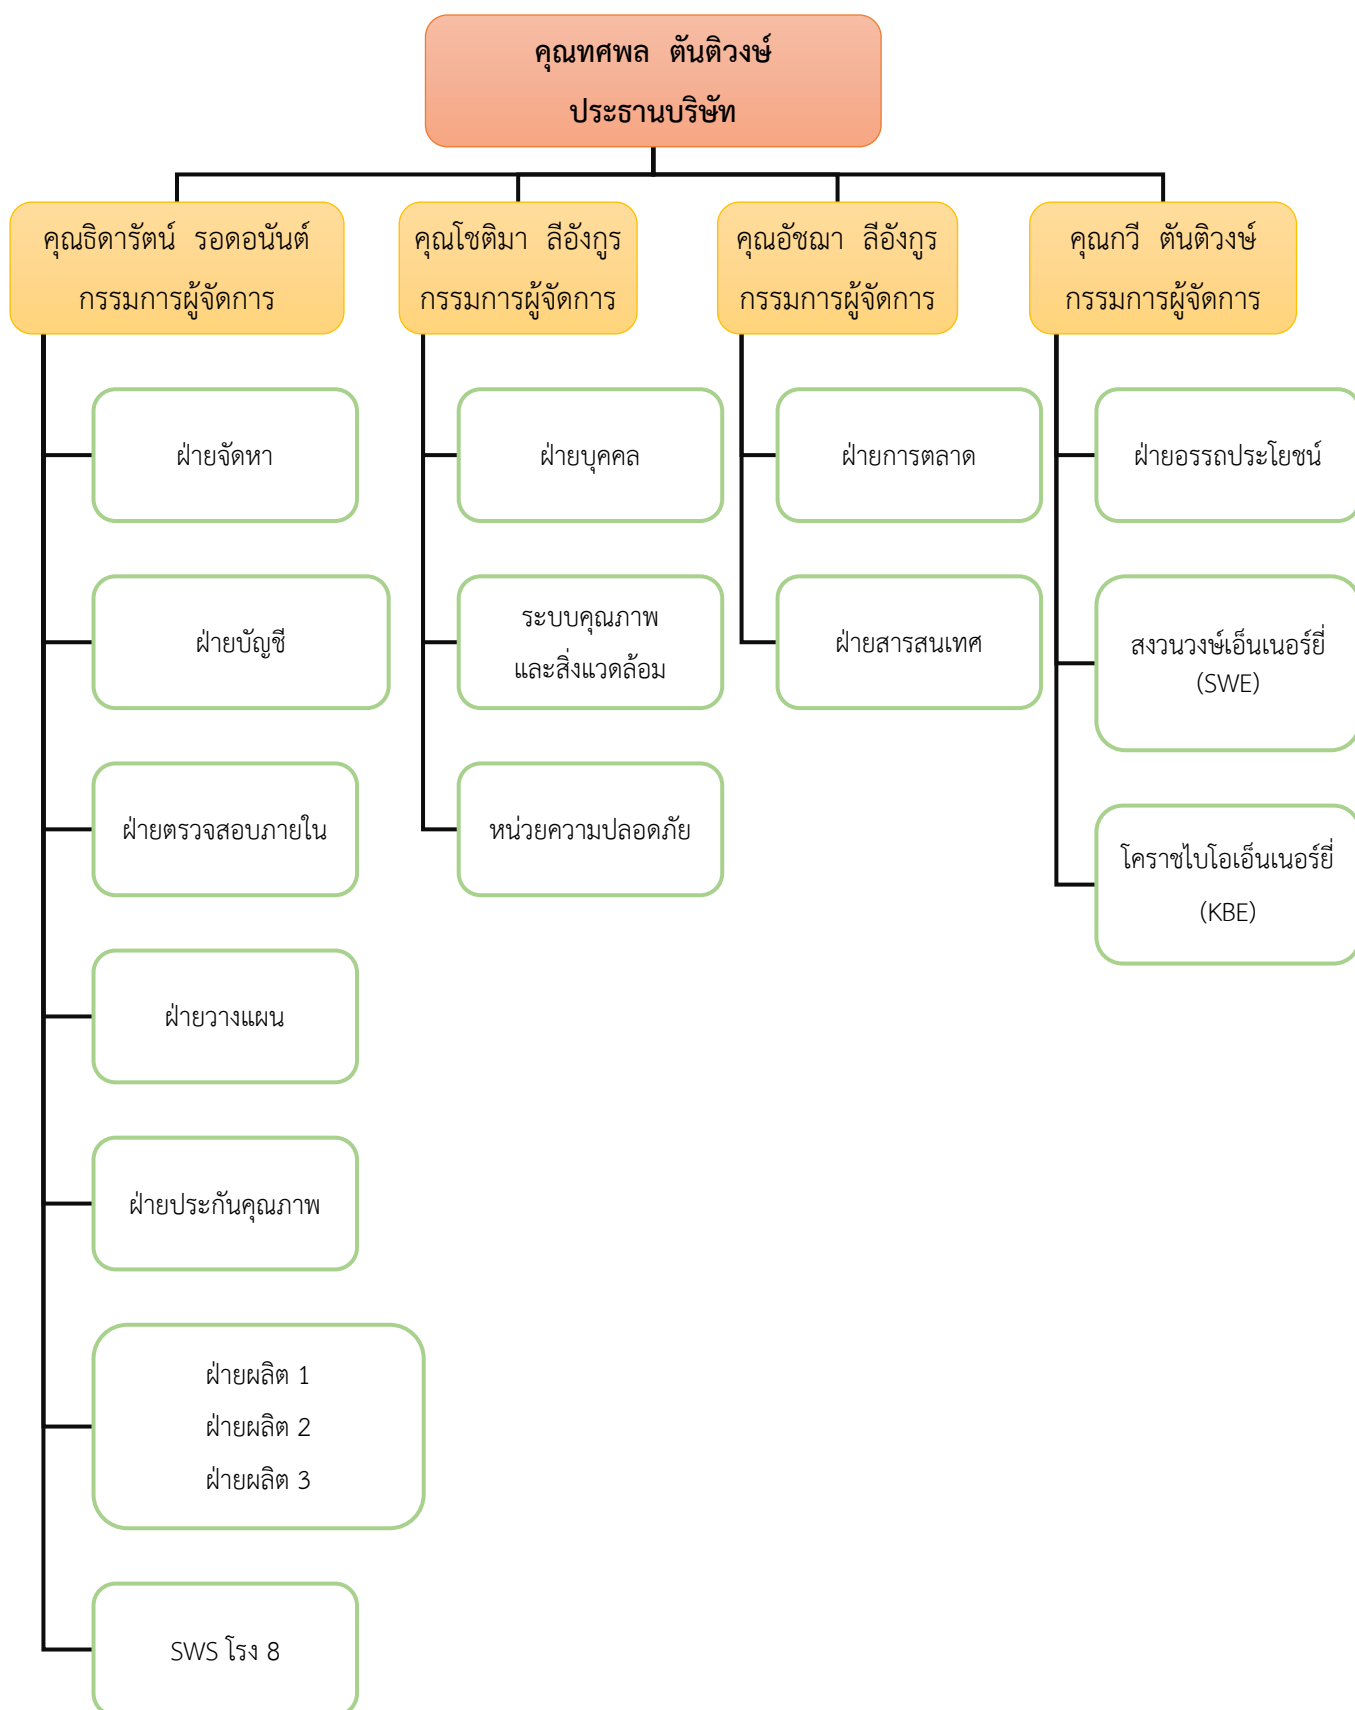 คุณทศพล ตันติวงษ์
ประธานบริษัท
คุณธิดารัตน์ รอดอนันต์
กรรมการผู้จัดการ
คุณโชติมา ลีอังกูร
กรรมการผู้จัดการ
คุณอัชฌา ลีอังกูร
กรรมการผู้จัดการ
คุณกวี ตันติวงษ์
กรรมการผู้จัดการ
ฝ่ายจัดหา
ฝ่ายบัญชี
ฝ่ายตรวจสอบภายใน
ฝ่ายวางแผน
ฝ่ายประกันคุณภาพ
ฝ่ายผลิต 1
ฝ่ายผลิต 2
ฝ่ายผลิต 3
SWS โรง 8
ฝ่ายบุคคล
ระบบคุณภาพ
และสิ่งแวดล้อม
หน่วยความปลอดภัย
ฝ่ายการตลาด
ฝ่ายสารสนเทศ
ฝ่ายอรรถประโยชน์
สงวนวงษ์เอ็นเนอร์ยี่
(SWE)
โคราชไบโอเอ็นเนอร์ยี่
(KBE)